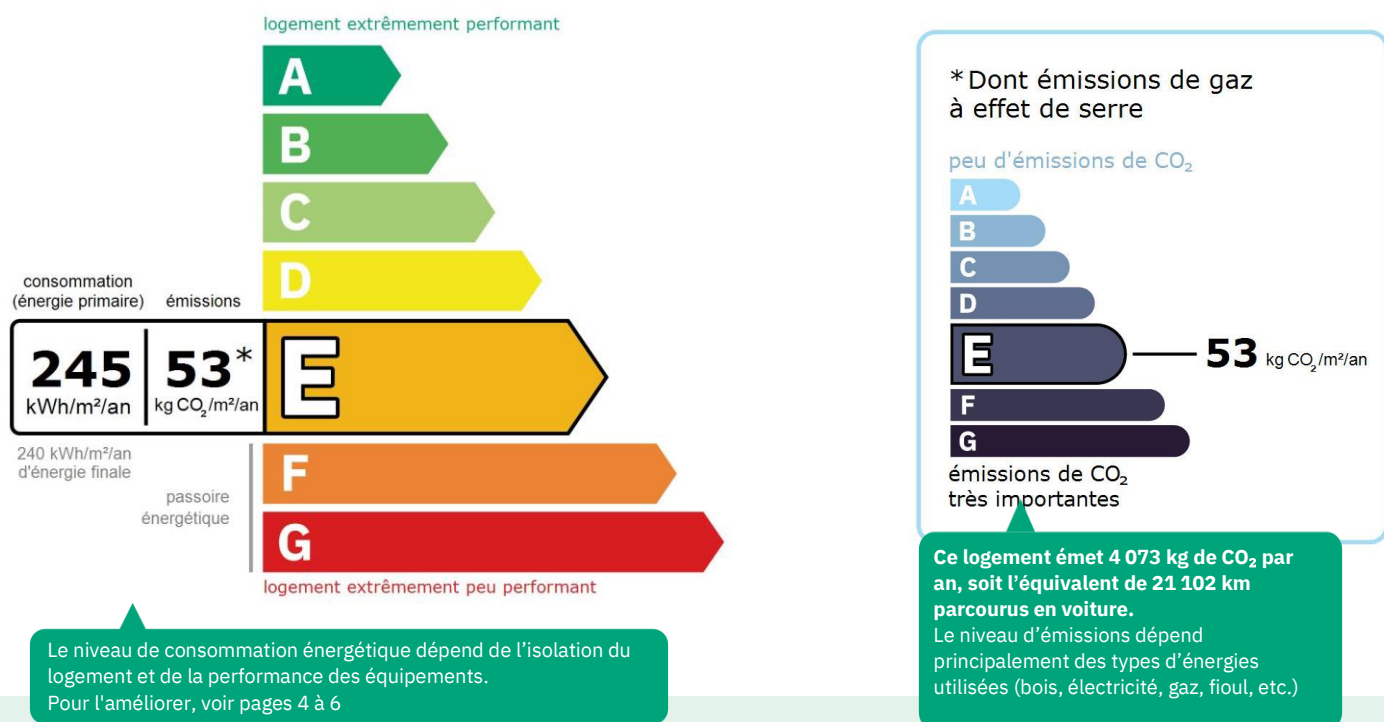 logement extrêmement performant
A
B
C
D
consommation
(énergie primaire)
émissions
245
kWh/m²/an
53*
kg CO₂/m²/an
E
240 kWh/m²/an
d'énergie finale
passoire
énergétique
F
G
logement extrêmement peu performant
Le niveau de consommation énergétique dépend de l'isolation du
logement et de la performance des équipements.
Pour l'améliorer, voir pages 4 à 6
*Dont émissions de gaz
à effet de serre
peu d'émissions de CO₂
A
B
C
D
E
53 kg CO₂/m²/an
F
G
émissions de CO₂
très importantes
Ce logement émet 4 073 kg de CO₂ par
an, soit l'équivalent de 21 102 km
parcourus en voiture.
Le niveau d'émissions dépend
principalement des types d'énergies
utilisées (bois, électricité, gaz, fioul, etc.)